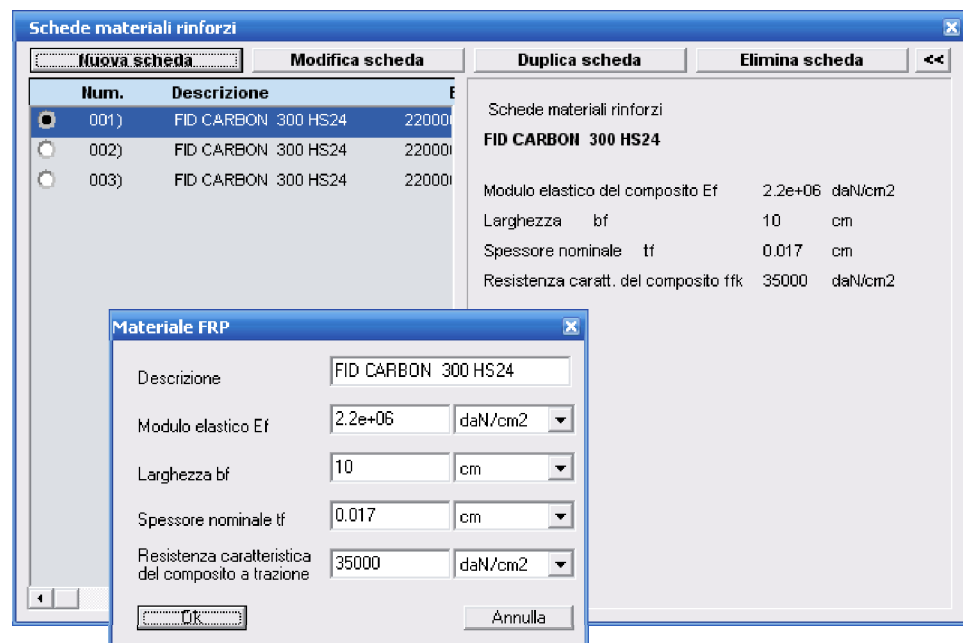 Schede materiali rinforzi
Nuova scheda Modifica scheda Duplica scheda Elimina scheda <<
Num. Descrizione
001) FID CARBON 300 HS24
002) FID CARBON 300 HS24
003) FID CARBON 300 HS24
Schede materiali rinforzi
FID CARBON 300 HS24
Modulo elastico del composito Ef 2.2e+06 daN/cm2
Larghezza bf 10 cm
Spessore nominale tf 0.017 cm
Resistenza caratt. del composito ffk 35000 daN/cm2
Materiale FRP
Descrizione FID CARBON 300 HS24
Modulo elastico Ef 2.2e+06 daN/cm2
Larghezza bf 10 cm
Spessore nominale tf 0.017 cm
Resistenza caratteristica
del composito a trazione 35000 daN/cm2
Ok Annulla